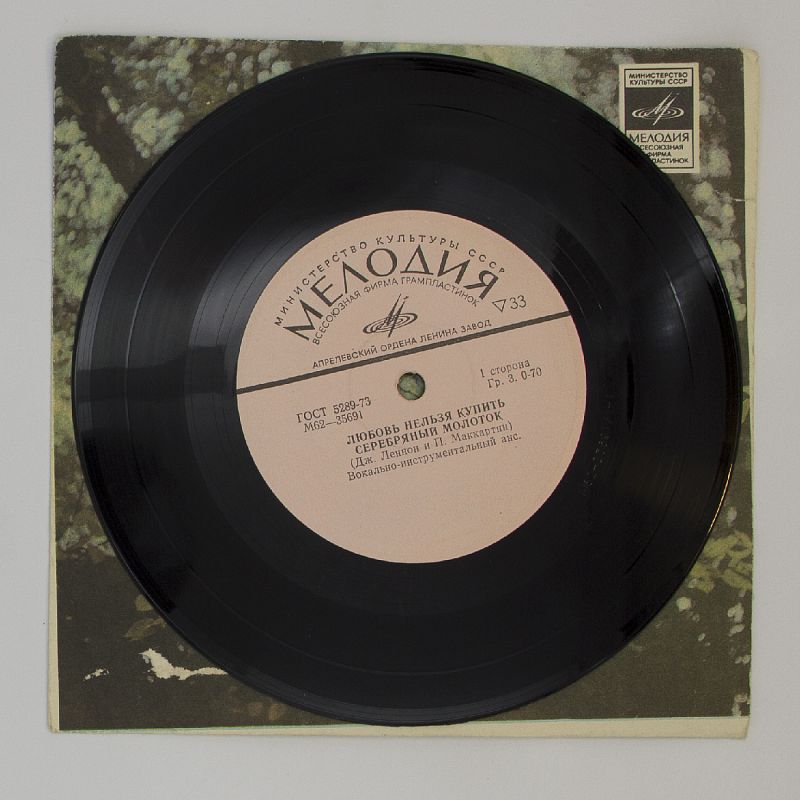 МИНИСТЕРСТВО
КУЛЬТУРЫ СССР
МЕЛОДИЯ
ВСЕСОЮЗНАЯ
ФИРМА
МИНИСТЕРСТВО КУЛЬТУРЫ СССР
МЕЛОДИЯ
ВСЕСОЮЗНАЯ ФИРМА ГРАМПЛАСТИНОК
33
АПРЕЛЕВСКИЙ ОРДЕНА ЛЕНИНА ЗАВОД
1 сторона
Гр. 3. 0-70
ГОСТ 5289-73
М62—35691
ЛЮБОВЬ НЕЛЬЗЯ КУПИТЬ
СЕРЕБРЯНЫЙ МОЛОТОК
(Дж. Леннон и П. Маккартни)
Вокально-инструментальный анс.